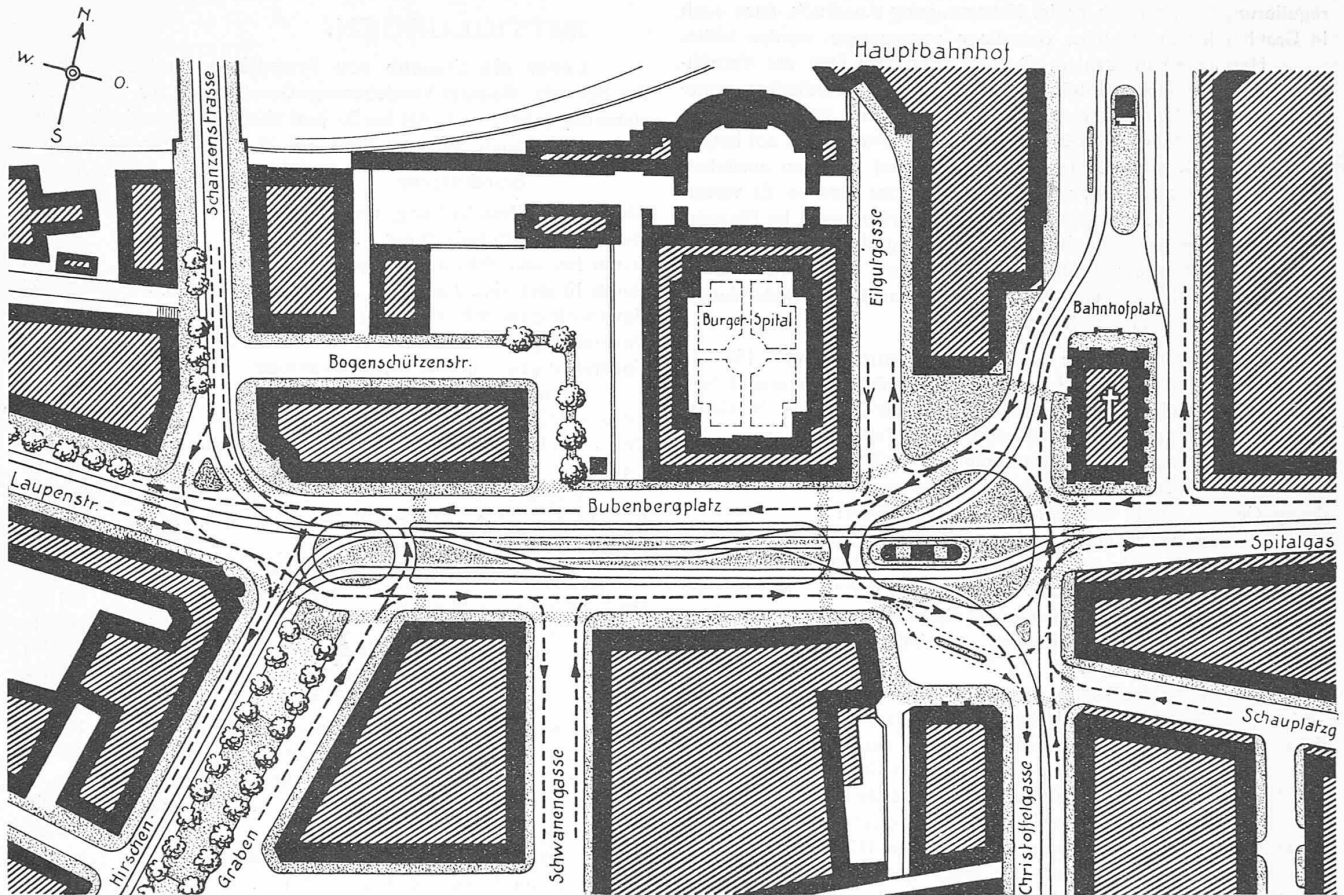 N.
W.
O.
S
Hauptbahnhof
Schanzenstrasse
Eilgutgasse
Bahnhofplatz
Burger-Spital
Bogenschützenstr.
Laupenstr.
Bubenbergplatz
Spitalgas
Schauplatzg
Hirschen-
Graben
Schwanengasse
Christoffelgasse